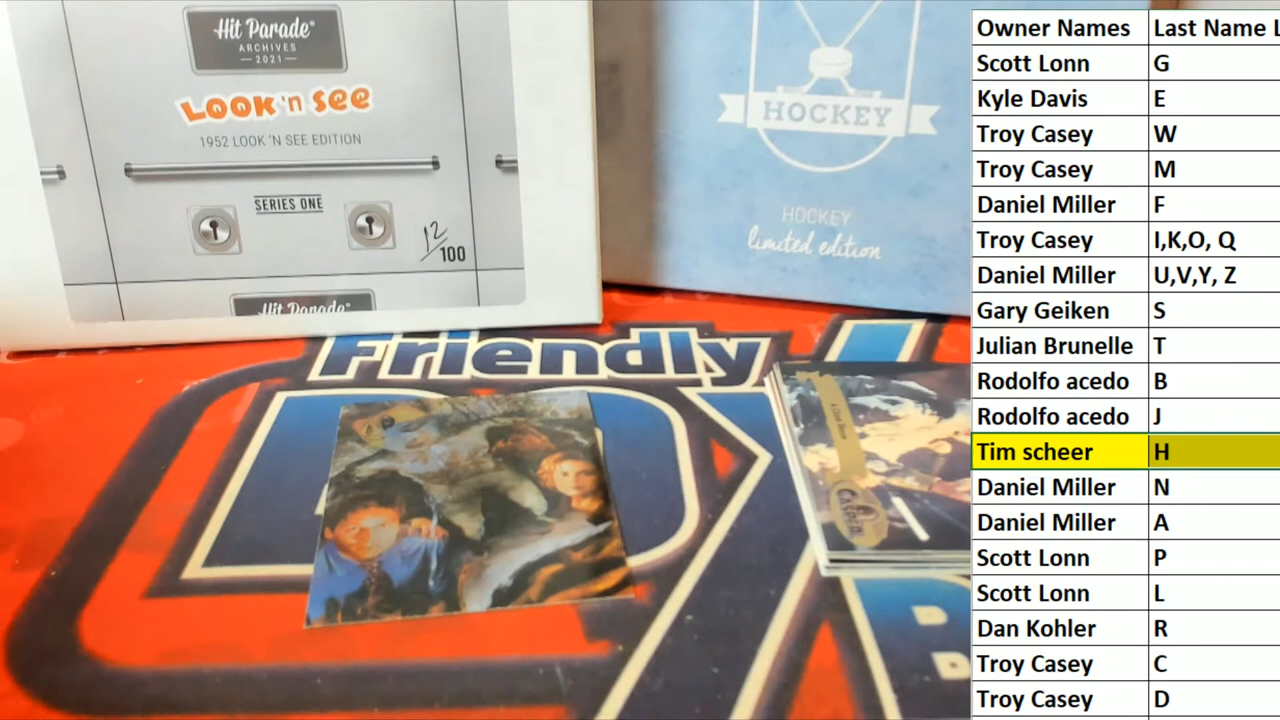 Hit Parade®
ARCHIVES
—2021—
LOOK 'n SEE
1952 LOOK 'N SEE EDITION
SERIES ONE
12/100
Hit Parade®
HOCKEY
HOCKEY
limited edition
Friendly
CASPER
Owner Names Last Name L
Scott Lonn G
Kyle Davis E
Troy Casey W
Troy Casey M
Daniel Miller F
Troy Casey I,K,O, Q
Daniel Miller U,V,Y, Z
Gary Geiken S
Julian Brunelle T
Rodolfo acedo B
Rodolfo acedo J
Tim scheer H
Daniel Miller N
Daniel Miller A
Scott Lonn P
Scott Lonn L
Dan Kohler R
Troy Casey C
Troy Casey D